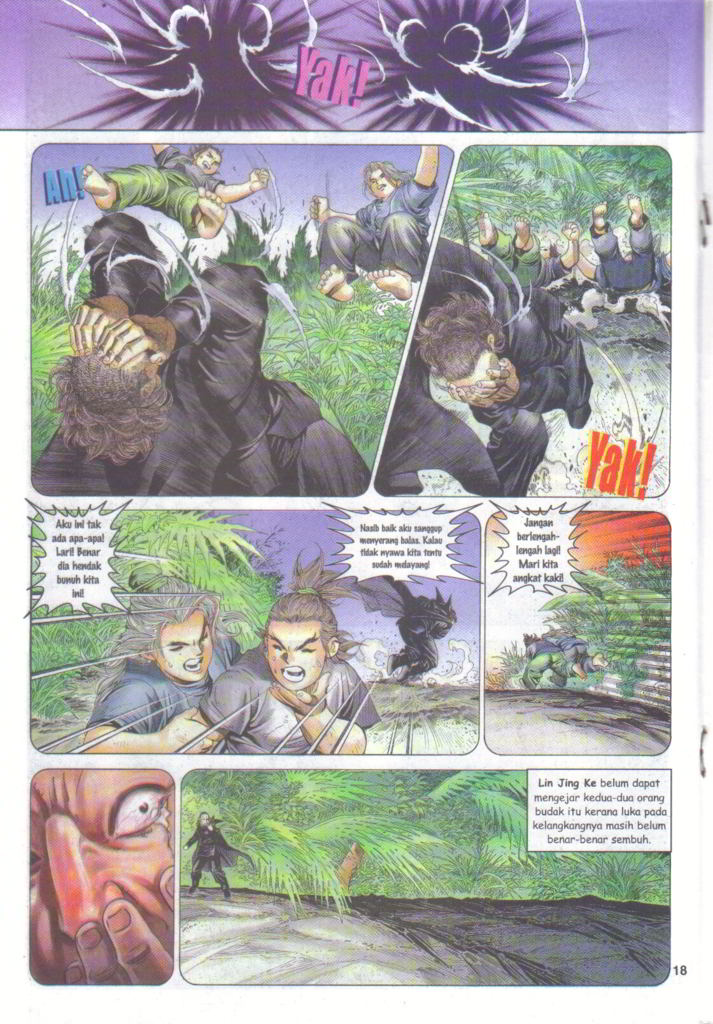 Yak!
Ah!
Yak!
Aku ini tak
ada apa-apa!
Lari! Benar
dia hendak
bunuh kita
ini!
Nasib baik aku sanggup
menyerang balas. Kalau
tidak nyawa kita tentu
sudah melayang!
Jangan
berlengah-
lengah lagi!
Mari kita
angkat kaki!
Lin Jing Ke belum dapat
mengejar kedua-dua orang
budak itu kerana luka pada
kelangkangnya masih belum
benar-benar sembuh.
18